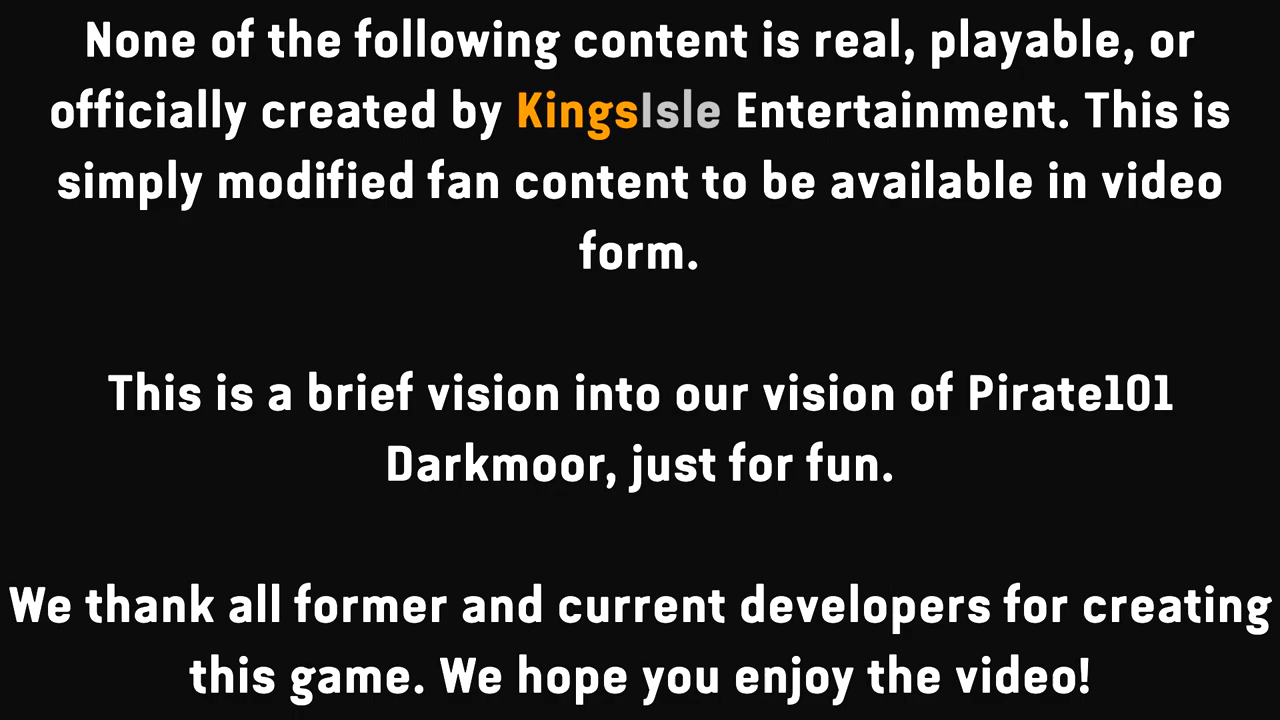 None of the following content is real, playable, or
officially created by KingsIsle Entertainment. This is
simply modified fan content to be available in video
form.
This is a brief vision into our vision of Pirate101
Darkmoor, just for fun.
We thank all former and current developers for creating
this game. We hope you enjoy the video!